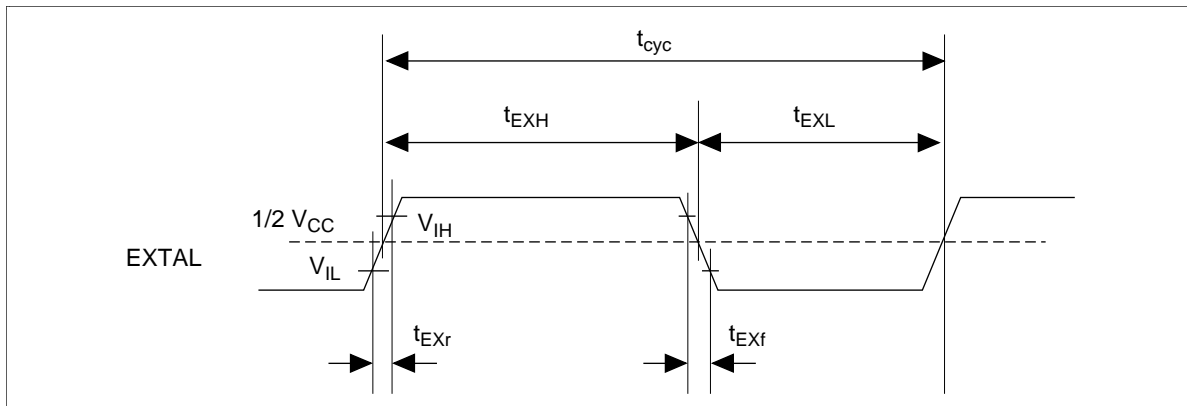 tcyc
tEXH
tEXL
1/2 VCC
VIH
EXTAL
VIL
tEXr
tEXf